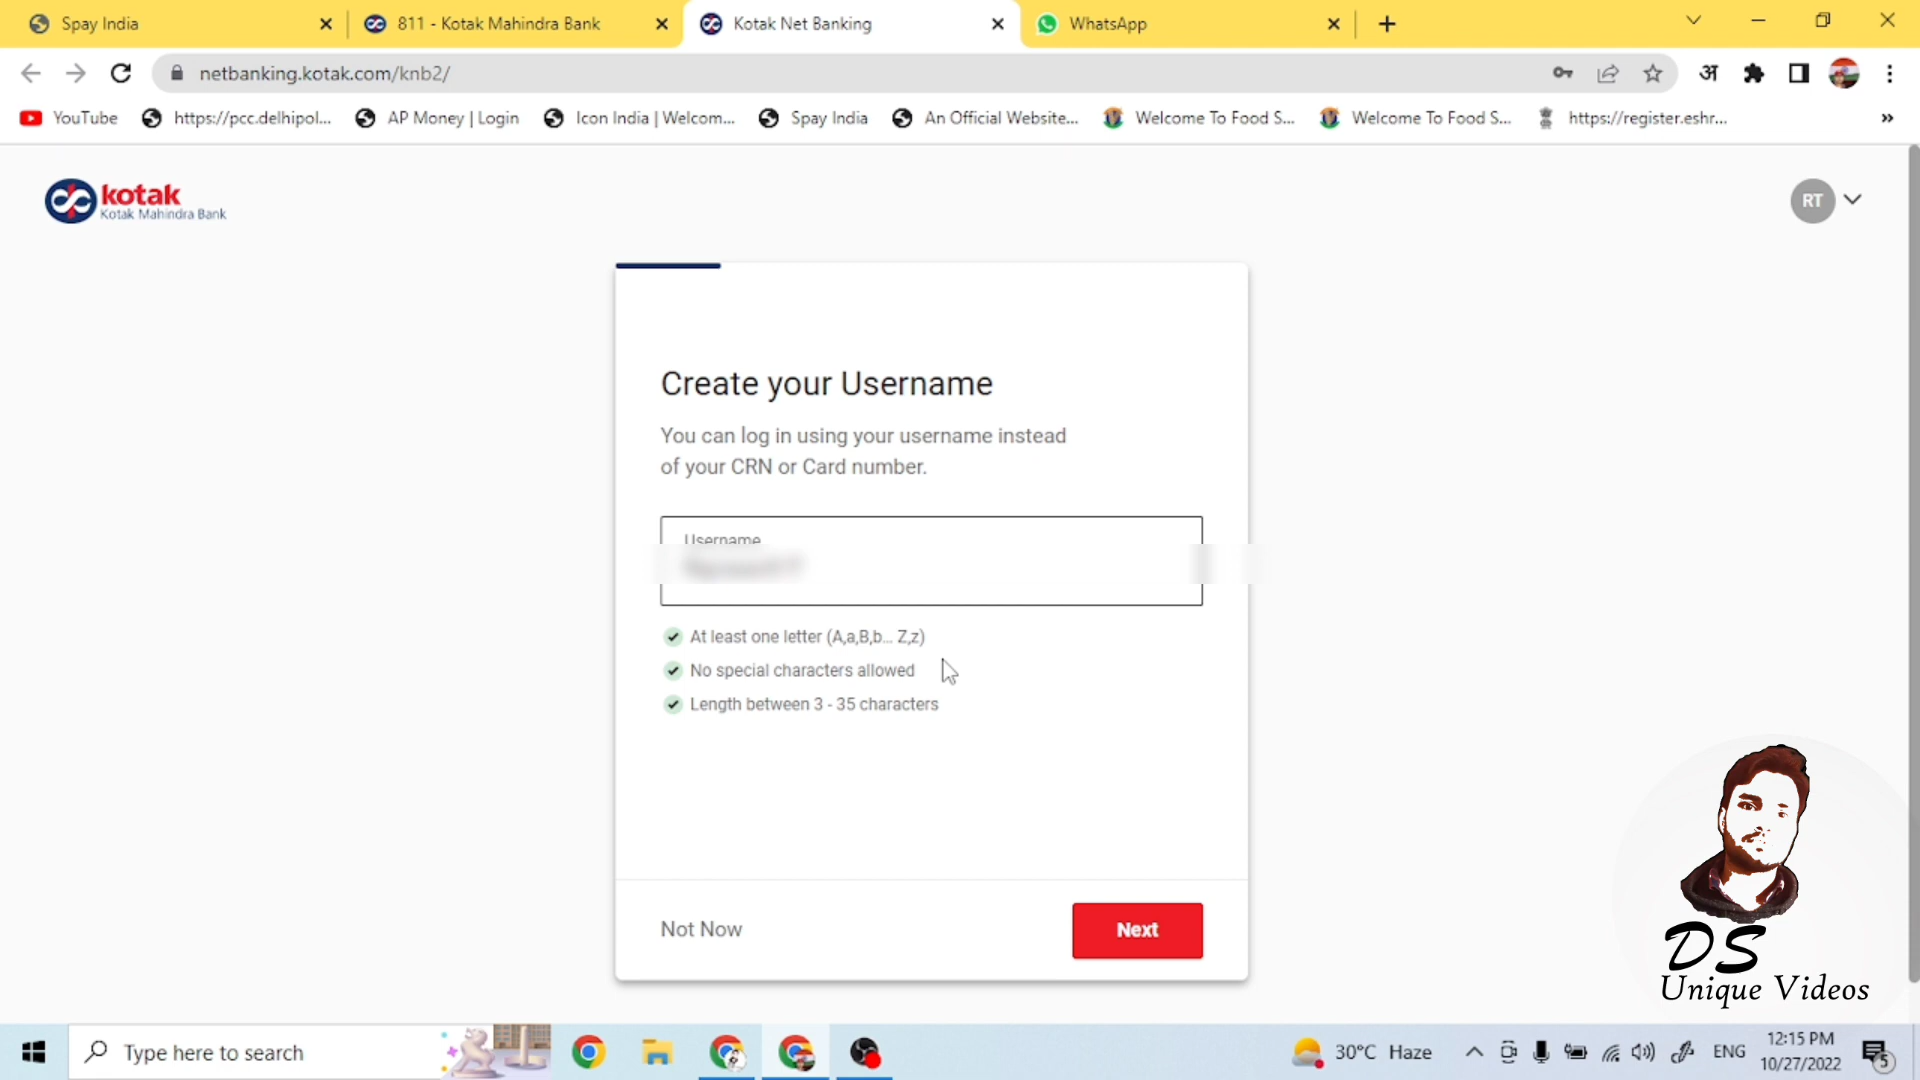 Spay India
811 - Kotak Mahindra Bank
Kotak Net Banking
WhatsApp
netbanking.kotak.com/knb2/
अ
YouTube
https://pcc.delhipol...
AP Money | Login
Icon India | Welcom...
Spay India
An Official Website...
Welcome To Food S...
Welcome To Food S...
https://register.eshr...
»
kotak
Kotak Mahindra Bank
RT
Create your Username
You can log in using your username instead
of your CRN or Card number.
Username
At least one letter (A,a,B,b... Z,z)
No special characters allowed
Length between 3 - 35 characters
Not Now
Next
DS
Unique Videos
Type here to search
30°C Haze
ENG
12:15 PM
10/27/2022
5